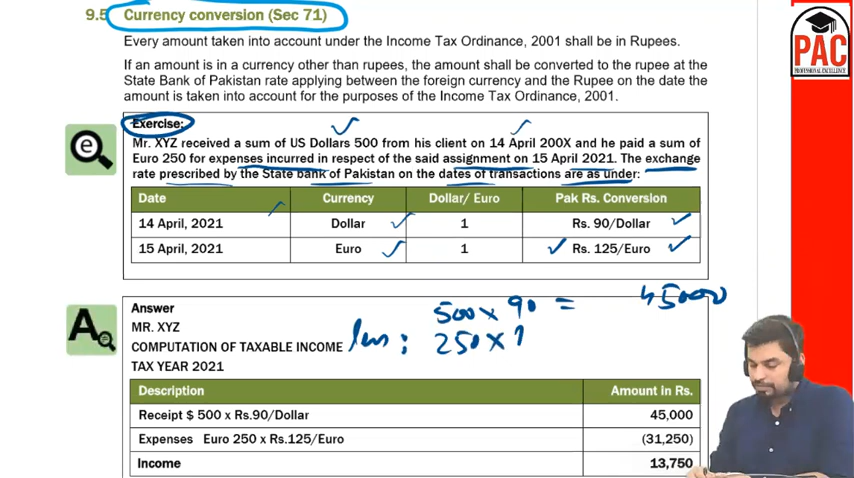 9.5 Currency conversion (Sec 71)
Every amount taken into account under the Income Tax Ordinance, 2001 shall be in Rupees.
If an amount is in a currency other than rupees, the amount shall be converted to the rupee at the
State Bank of Pakistan rate applying between the foreign currency and the Rupee on the date the
amount is taken into account for the purposes of the Income Tax Ordinance, 2001.
PAC
PROFESSIONAL EXCELLENCE
Exercise:
Mr. XYZ received a sum of US Dollars 500 from his client on 14 April 200X and he paid a sum of
Euro 250 for expenses incurred in respect of the said assignment on 15 April 2021. The exchange
rate prescribed by the State bank of Pakistan on the dates of transactions are as under:
Date Currency Dollar/ Euro Pak Rs. Conversion
14 April, 2021 Dollar 1 Rs. 90/Dollar
15 April, 2021 Euro 1 Rs. 125/Euro
e
500 x 90 = 45000
A
Answer
MR. XYZ
COMPUTATION OF TAXABLE INCOME
less : 250 x 1
TAX YEAR 2021
Description Amount in Rs.
Receipt $ 500 x Rs.90/Dollar 45,000
Expenses Euro 250 x Rs.125/Euro (31,250)
Income 13,750